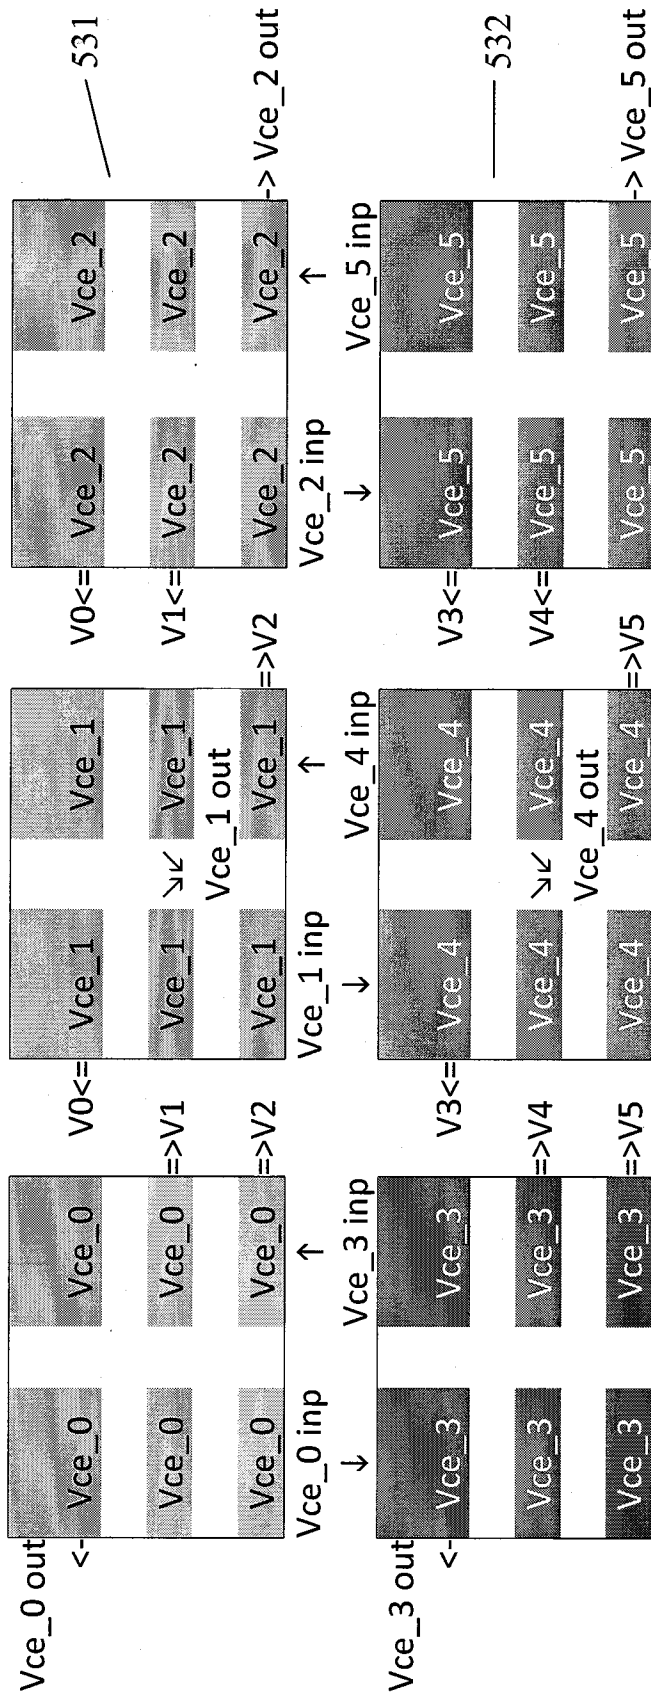 Vce_0 out
<- Vce_0 Vce_0 V0<= Vce_1 Vce_1 V0<= Vce_2 Vce_2 531
Vce_0 Vce_0 =>V1 Vce_1 ↘↙ Vce_1 V1<= Vce_2 Vce_2
Vce_1 out
Vce_0 Vce_0 =>V2 Vce_1 Vce_1 =>V2 Vce_2 Vce_2 -> Vce_2 out
Vce_0 inp ↑ Vce_1 inp ↑ Vce_2 inp ↑
↓ Vce_3 inp ↓ Vce_4 inp ↓ Vce_5 inp
Vce_3 out
<- Vce_3 Vce_3 V3<= Vce_4 Vce_4 V3<= Vce_5 Vce_5 532
Vce_3 Vce_3 =>V4 Vce_4 ↘↙ Vce_4 V4<= Vce_5 Vce_5
Vce_4 out
Vce_3 Vce_3 =>V5 Vce_4 Vce_4 =>V5 Vce_5 Vce_5 -> Vce_5 out